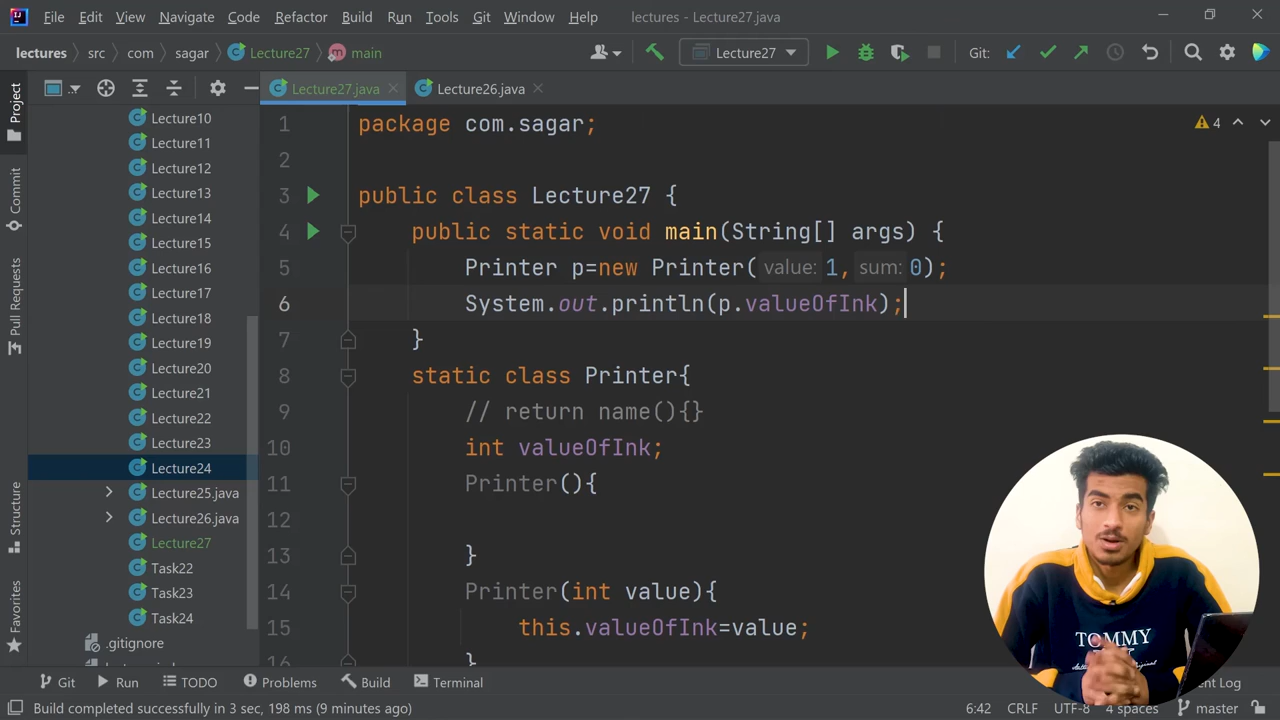 File Edit View Navigate Code Refactor Build Run Tools Git Window Help lectures - Lecture27.java
lectures src com sagar Lecture27 main Lecture27 Git:
Project
Commit
Structure
Favorites
Lecture27.java Lecture26.java
Lecture10
Lecture11
Lecture12
Lecture13
Lecture14
Lecture15
Lecture16
Lecture17
Lecture18
Lecture19
Lecture20
Lecture21
Lecture22
Lecture23
Lecture24
Lecture25.java
Lecture26.java
Lecture27
Task22
Task23
Task24
.gitignore
4
1 package com.sagar;
2
3 public class Lecture27 {
4 public static void main(String[] args) {
5 Printer p=new Printer( value: 1, sum: 0);
6 System.out.println(p.valueOfInk);
7 }
8 static class Printer{
9 // return name(){}
10 int valueOfInk;
11 Printer(){
12
13 }
14 Printer(int value){
15 this.valueOfInk=value;
16 }
TOMMY
Git Run TODO Problems Build Terminal nt Log
Build completed successfully in 3 sec, 198 ms (9 minutes ago) 6:42 CRLF UTF-8 4 spaces master